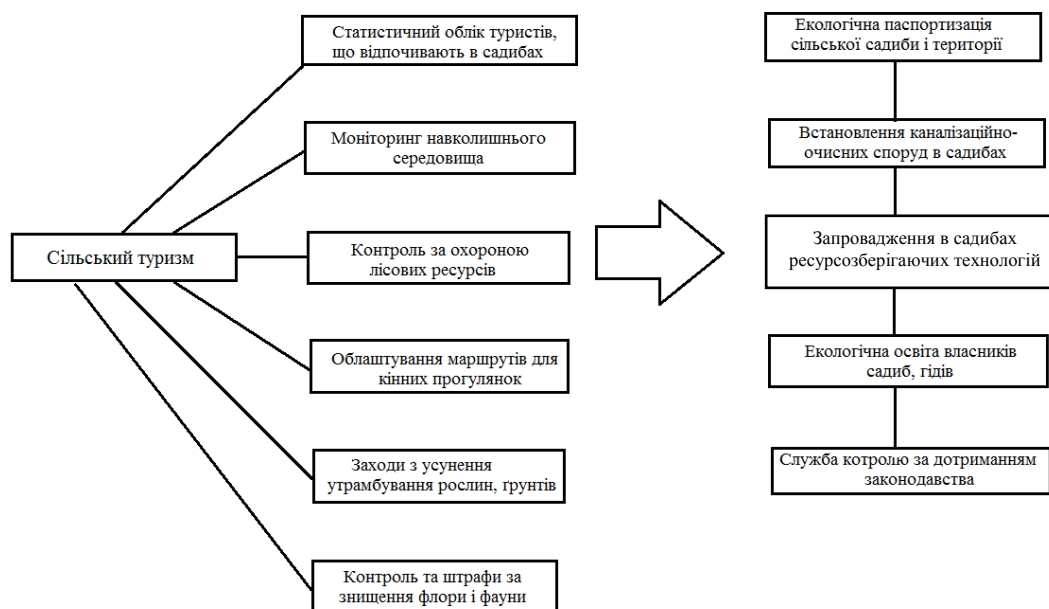 Статистичний облік туристів,
що відпочивають в садибах
Моніторинг навколишнього
середовища
Сільський туризм
Контроль за охороною
лісових ресурсів
Облаштування маршрутів для
кінних прогулянок
Заходи з усунення
утрамбування рослин, ґрунтів
Контроль та штрафи за
знищення флори і фауни
Екологічна паспортизація
сільської садиби і території
Встановлення каналізаційно-
очисних споруд в садибах
Запровадження в садибах
ресурсозберігаючих технологій
Екологічна освіта власників
садиб, гідів
Служба котролю за дотриманням
законодавства